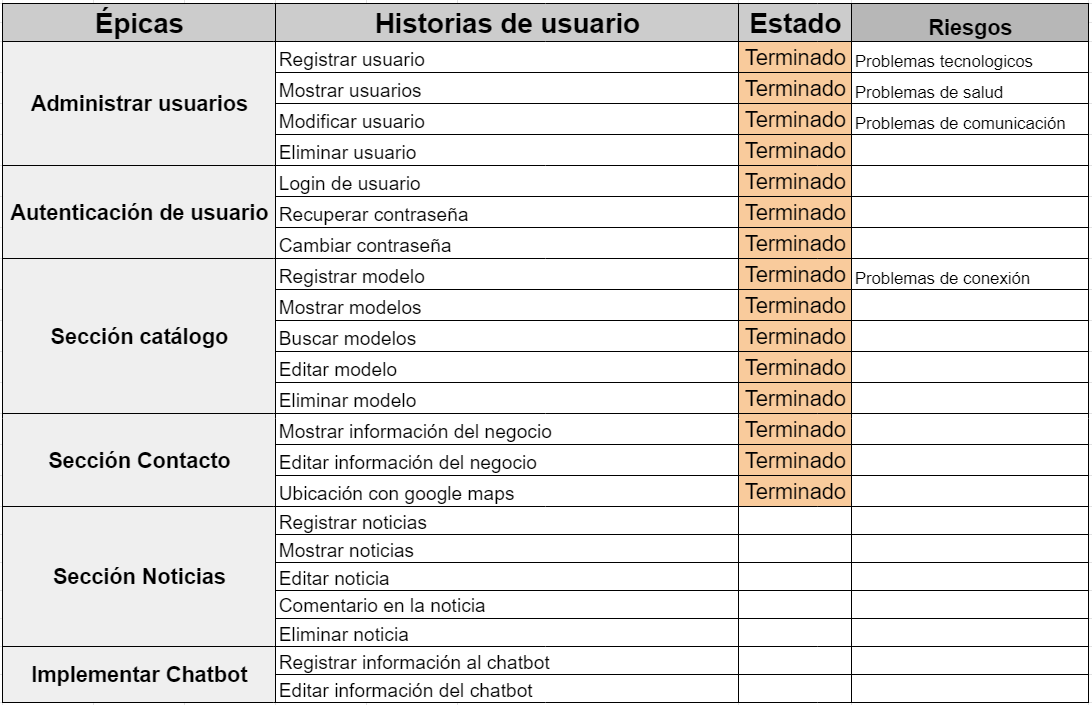 Épicas Historias de usuario Estado Riesgos
Administrar usuarios
Registrar usuario Terminado Problemas tecnologicos
Mostrar usuarios Terminado Problemas de salud
Modificar usuario Terminado Problemas de comunicación
Eliminar usuario Terminado
Autenticación de usuario
Login de usuario Terminado
Recuperar contraseña Terminado
Cambiar contraseña Terminado
Sección catálogo
Registrar modelo Terminado Problemas de conexión
Mostrar modelos Terminado
Buscar modelos Terminado
Editar modelo Terminado
Eliminar modelo Terminado
Sección Contacto
Mostrar información del negocio Terminado
Editar información del negocio Terminado
Ubicación con google maps Terminado
Sección Noticias
Registrar noticias
Mostrar noticias
Editar noticia
Comentario en la noticia
Eliminar noticia
Implementar Chatbot
Registrar información al chatbot
Editar información del chatbot